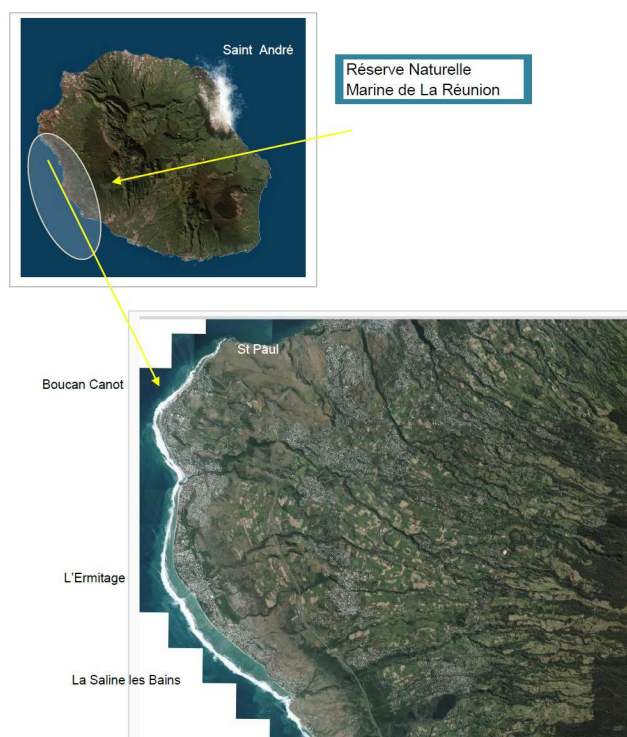 Saint André
Réserve Naturelle
Marine de La Réunion
St Paul
Boucan Canot
L'Ermitage
La Saline les Bains